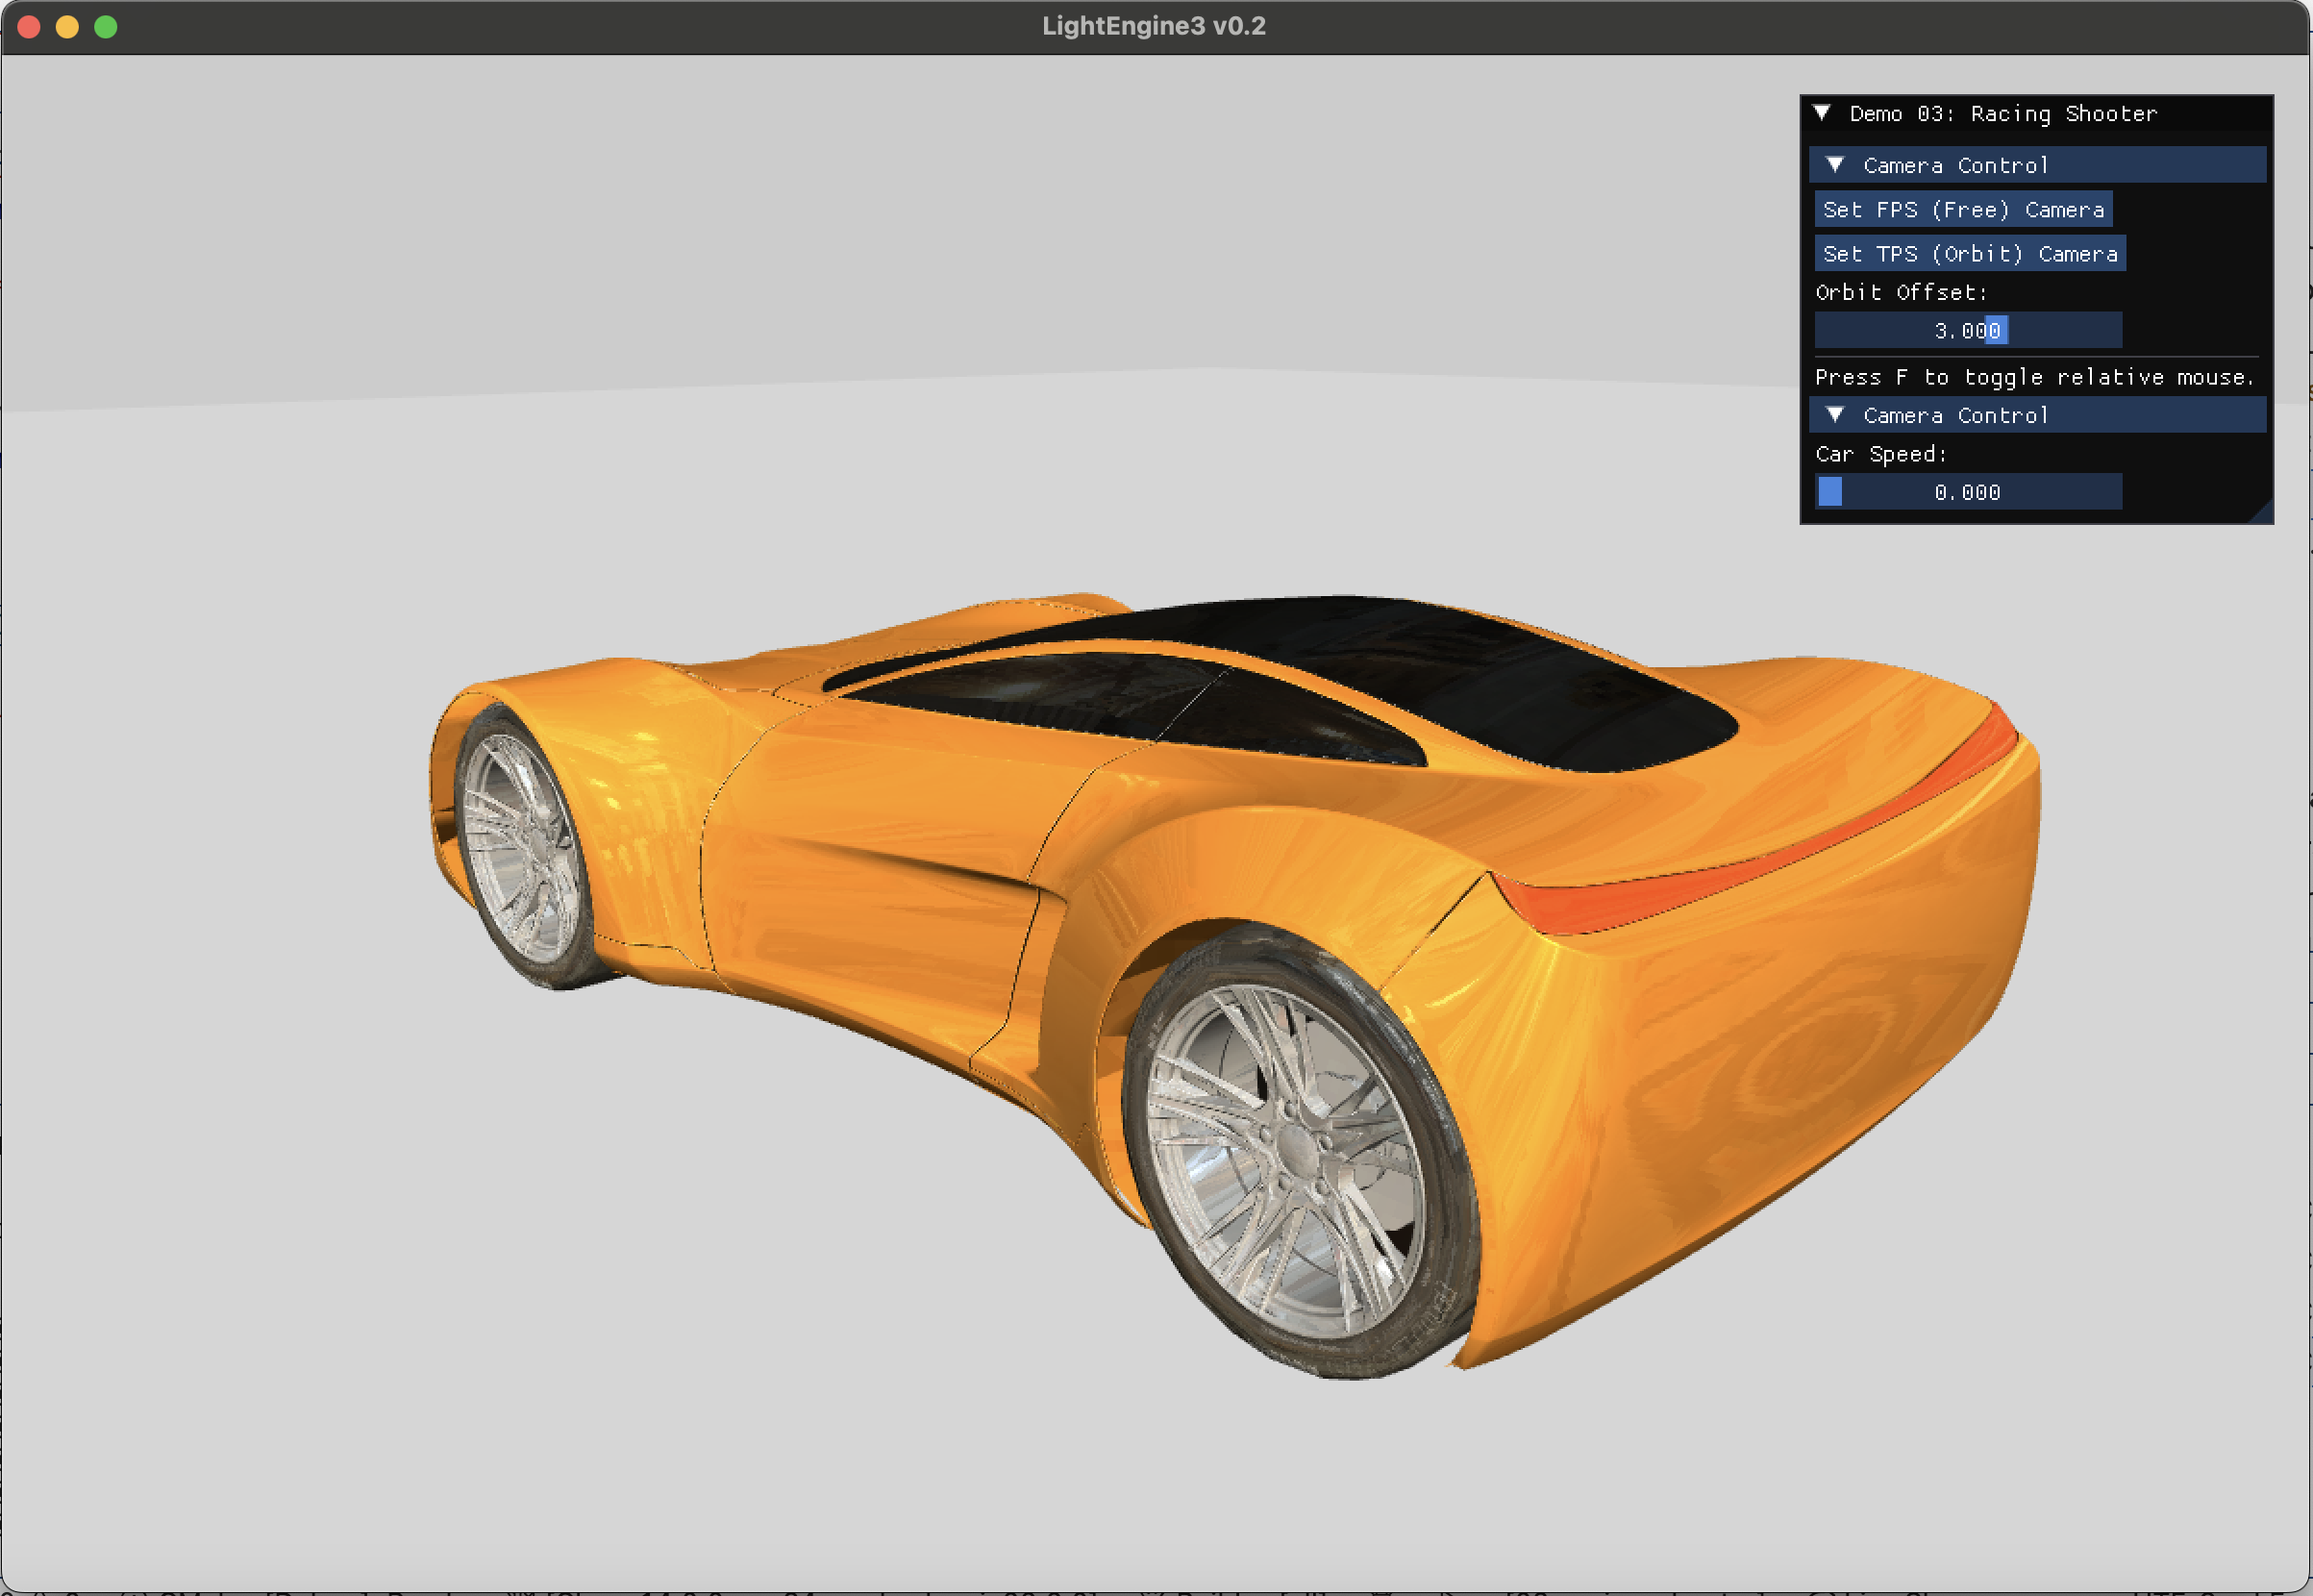 LightEngine3 v0.2
Demo 03: Racing Shooter
Camera Control
Set FPS (Free) Camera
Set TPS (Orbit) Camera
Orbit Offset:
3.000
Press F to toggle relative mouse.
Camera Control
Car Speed:
0.000